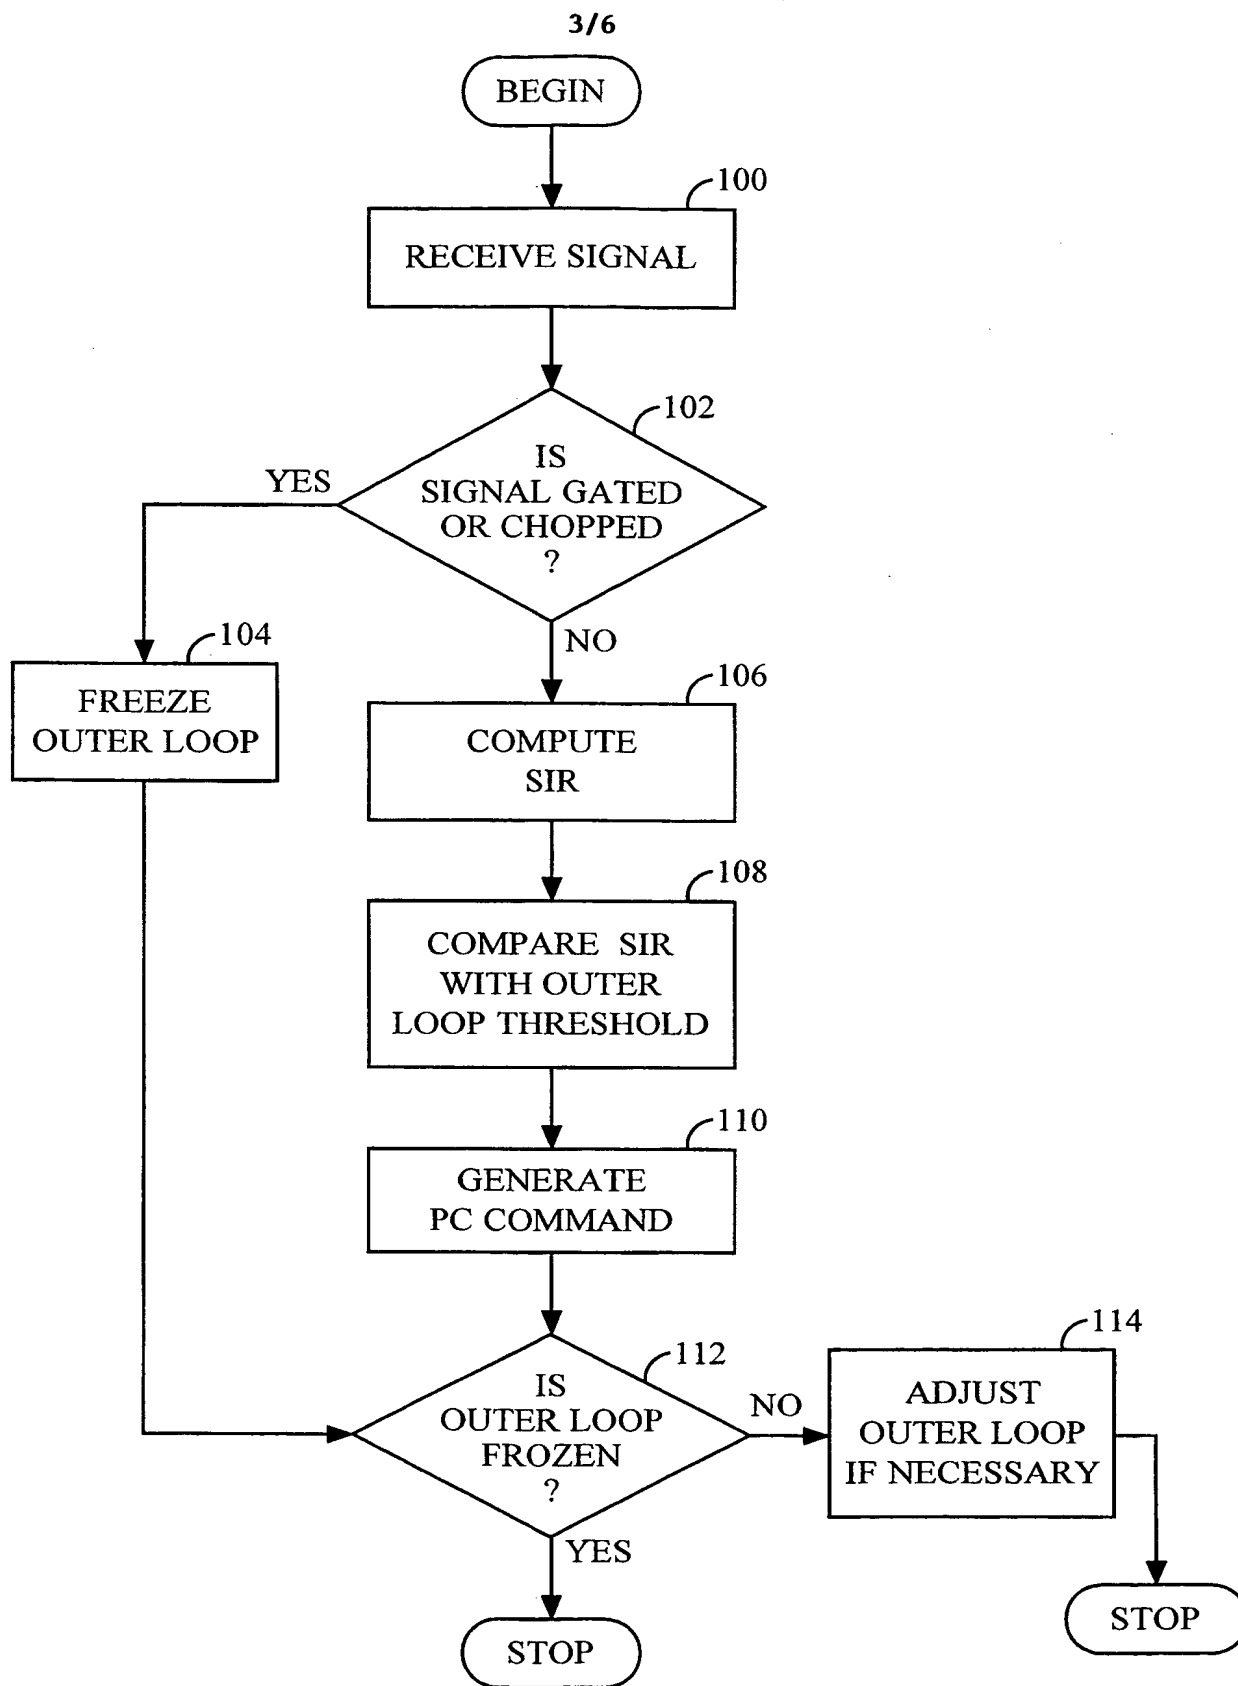 3/6
BEGIN
100
RECEIVE SIGNAL
102
IS
SIGNAL GATED
OR CHOPPED
?
YES
NO
104
FREEZE
OUTER LOOP
106
COMPUTE
SIR
108
COMPARE SIR
WITH OUTER
LOOP THRESHOLD
110
GENERATE
PC COMMAND
112
IS
OUTER LOOP
FROZEN
?
NO
YES
114
ADJUST
OUTER LOOP
IF NECESSARY
STOP
STOP